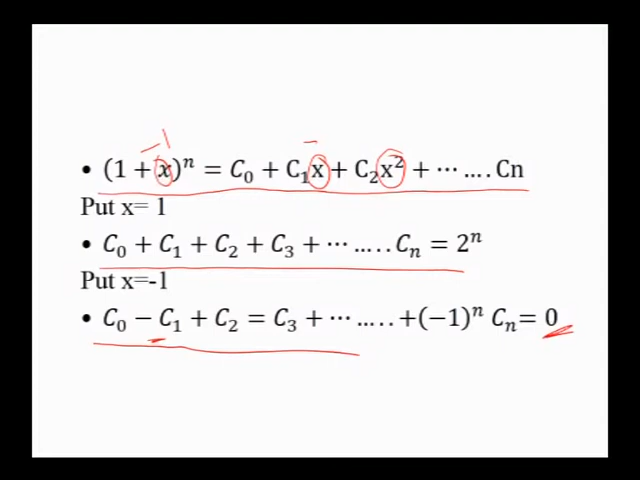 • (1 + x)ⁿ = C₀ + C₁x + C₂x² + ⋯ … . Cn
Put x= 1
• C₀ + C₁ + C₂ + C₃ + ⋯ … . . Cₙ = 2ⁿ
Put x=-1
• C₀ − C₁ + C₂ = C₃ + ⋯ … . . +(−1)ⁿ Cₙ= 0